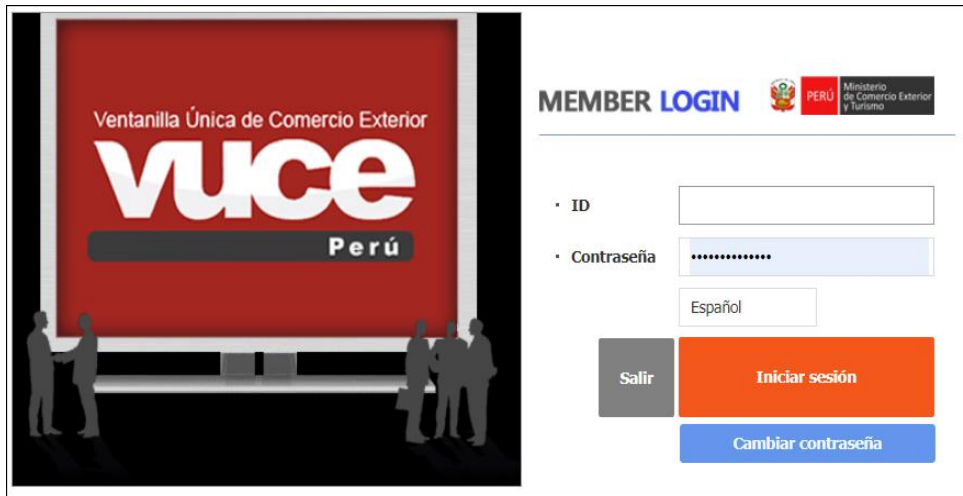 Ventanilla Única de Comercio Exterior
vuce
Perú
MEMBER LOGIN
PERÚ
Ministerio
de Comercio Exterior
y Turismo
ID
Contraseña
••••••••••••••
Español
Salir
Iniciar sesión
Cambiar contraseña